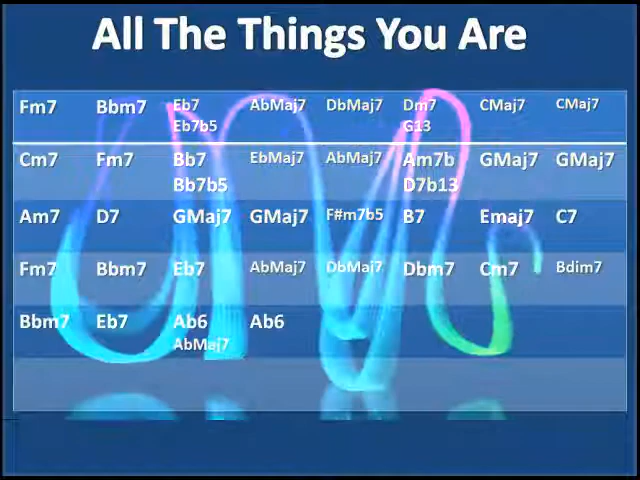 All The Things You Are
Fm7 Bbm7 Eb7 AbMaj7 DbMaj7 Dm7 CMaj7 CMaj7
Eb7b5 G13
Cm7 Fm7 Bb7 EbMaj7 AbMaj7 Am7b GMaj7 GMaj7
Bb7b5 D7b13
Am7 D7 GMaj7 GMaj7 F#m7b5 B7 Emaj7 C7
Fm7 Bbm7 Eb7 AbMaj7 DbMaj7 Dbm7 Cm7 Bdim7
Bbm7 Eb7 Ab6 Ab6
AbMaj7